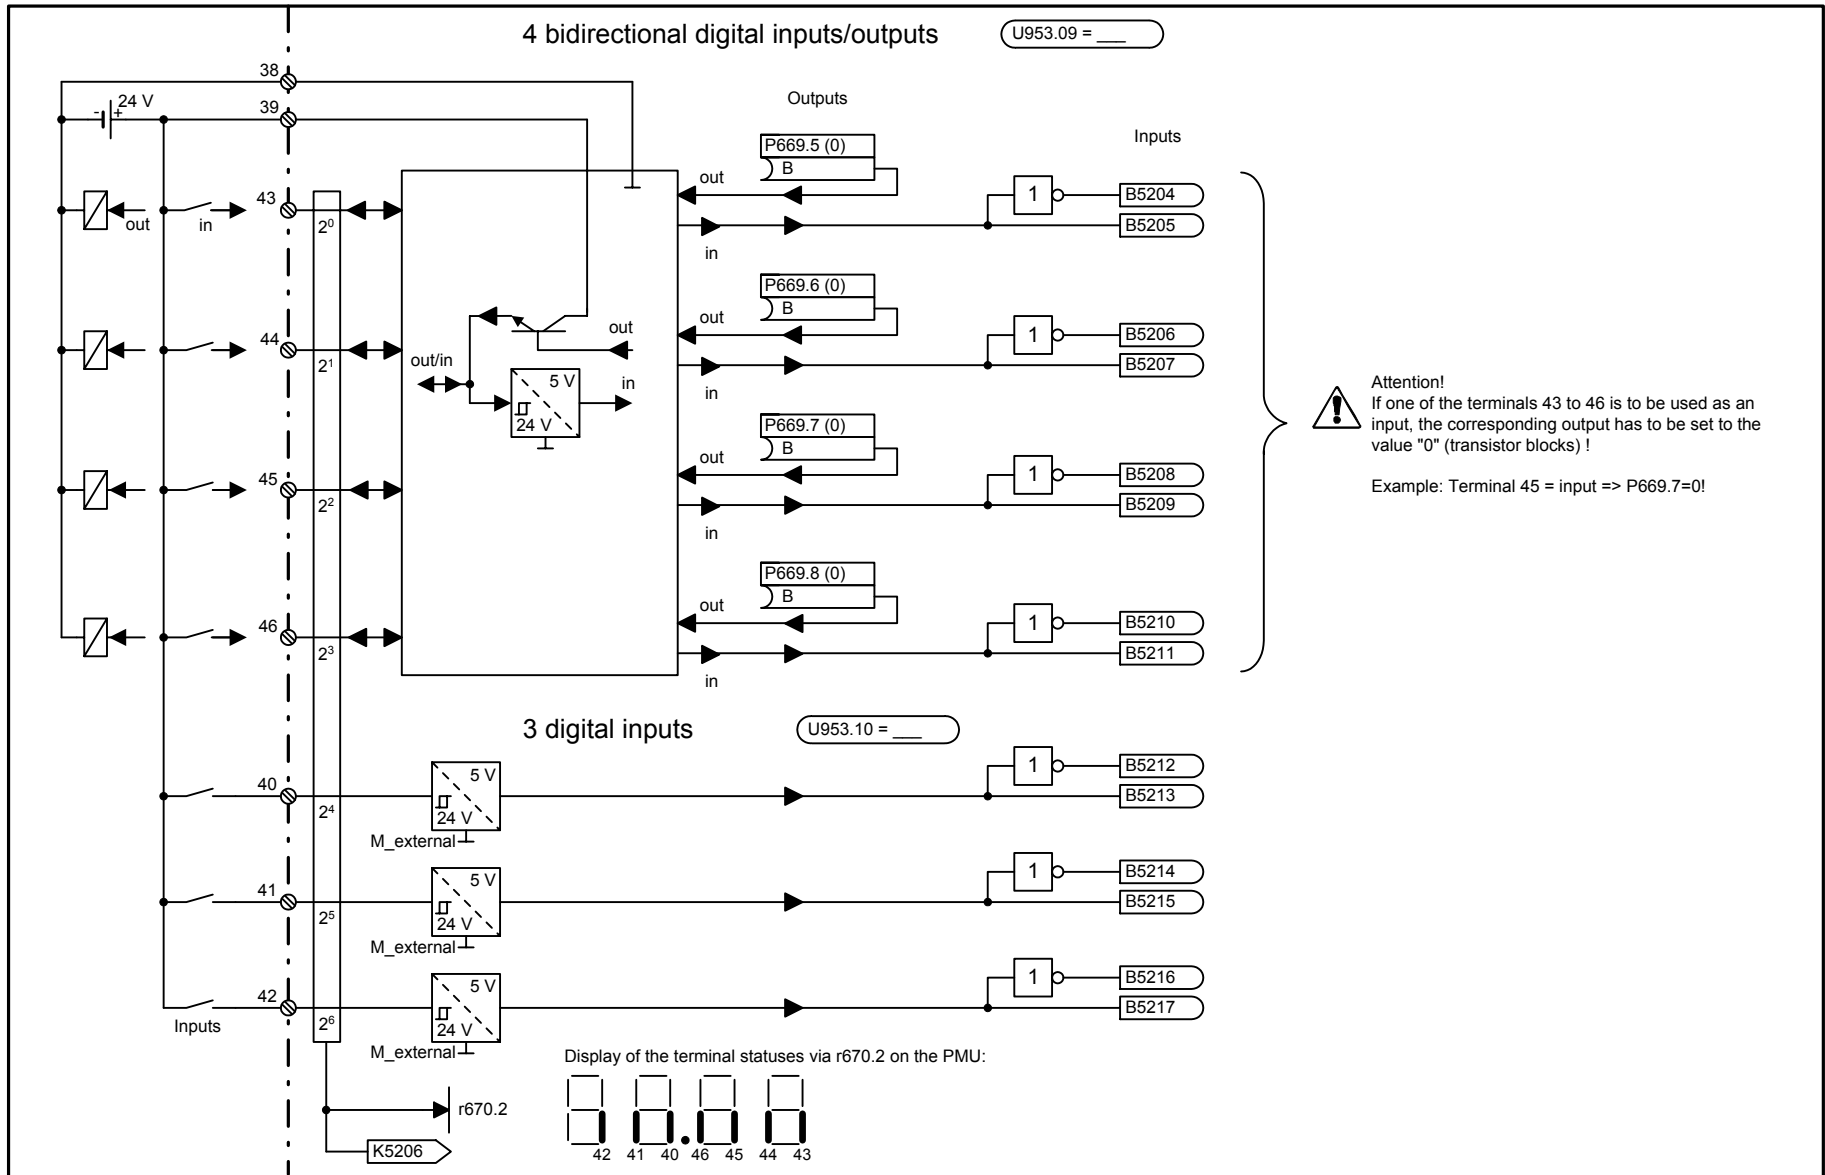 4 bidirectional digital inputs/outputs
U953.09 = ___
38
24 V
- +
39
Outputs
Inputs
P669.5 (0)
B
out
in
43
2⁰
out
in
1
B5204
B5205
P669.6 (0)
B
44
2¹
out
in
1
B5206
B5207
out
out/in
5 V
24 V
in
P669.7 (0)
B
45
2²
out
in
1
B5208
B5209
P669.8 (0)
B
46
2³
out
in
1
B5210
B5211
Attention!
If one of the terminals 43 to 46 is to be used as an
input, the corresponding output has to be set to the
value "0" (transistor blocks) !
Example: Terminal 45 = input => P669.7=0!
3 digital inputs
U953.10 = ___
40
2⁴
5 V
24 V
M_external
1
B5212
B5213
41
2⁵
5 V
24 V
M_external
1
B5214
B5215
42
Inputs
2⁶
5 V
24 V
M_external
1
B5216
B5217
Display of the terminal statuses via r670.2 on the PMU:
r670.2
K5206
42 41 40 46 45 44 43